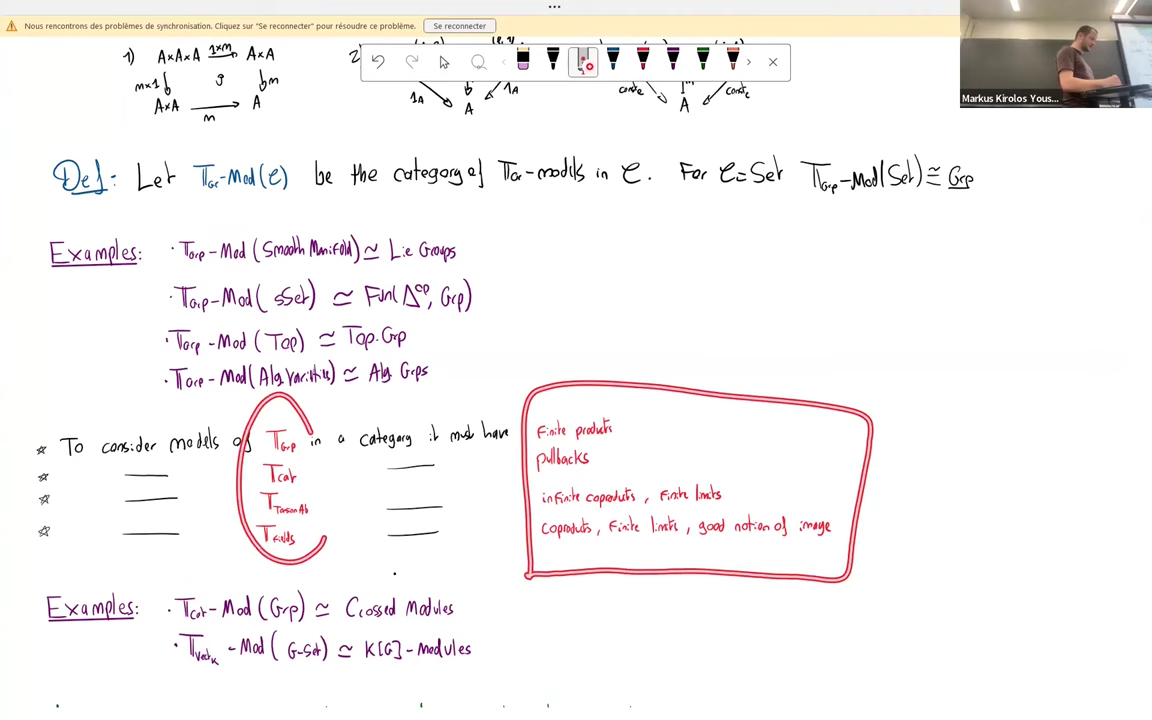 Nous rencontrons des problèmes de synchronisation. Cliquez sur "Se reconnecter" pour résoudre ce problème. Se reconnecter
Markus Kirolos Yous...
1) A×A×A 1×m A×A
m×1 m
A×A m A
1_A A 1_A
const_e A const_e
Def: Let 𝕋_Gr-Mod(C) be the category of 𝕋_Gr-models in C. For C=Set 𝕋_Grp-Mod(Set) ≅ Grp
Examples: · 𝕋_Grp-Mod(Smooth Manifold) ≃ Lie Groups
· 𝕋_Grp-Mod(sSet) ≃ Fun(Δ^op, Grp)
· 𝕋_Grp-Mod(Top) ≃ Top.Grp
· 𝕋_Grp-Mod(Alg Varieties) ≃ Alg Grps
☆ To consider models of 𝕋_Grp in a category it must have Finite products
☆ —— 𝕋_cat —— pullbacks
☆ —— 𝕋_TorsionAb —— infinite coproducts, Finite limits
☆ —— 𝕋_Fields —— coproducts, Finite limits, good notion of image
Examples: · 𝕋_Cat-Mod(Grp) ≃ Crossed Modules
· 𝕋_Vect_K-Mod(G-Set) ≃ K[G]-Modules